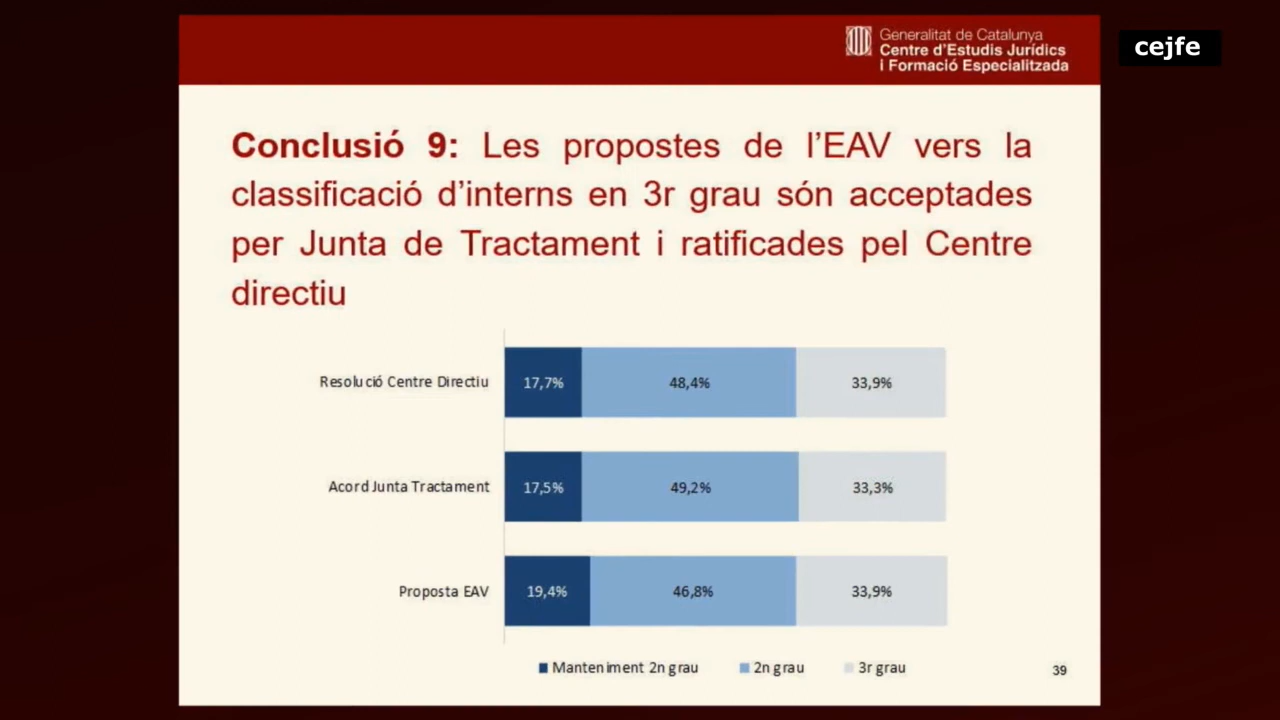 Generalitat de Catalunya
Centre d'Estudis Jurídics
i Formació Especialitzada
cejfe
Conclusió 9: Les propostes de l'EAV vers la
classificació d'interns en 3r grau són acceptades
per Junta de Tractament i ratificades pel Centre
directiu
Resolució Centre Directiu 17,7% 48,4% 33,9%
Acord Junta Tractament 17,5% 49,2% 33,3%
Proposta EAV 19,4% 46,8% 33,9%
Manteniment 2n grau 2n grau 3r grau
39